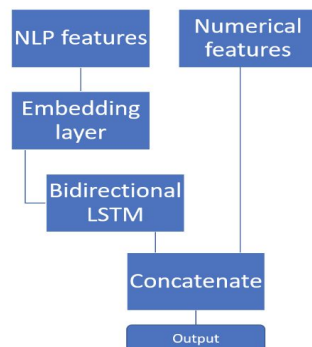 NLP features
Numerical
features
Embedding
layer
Bidirectional
LSTM
Concatenate
Output